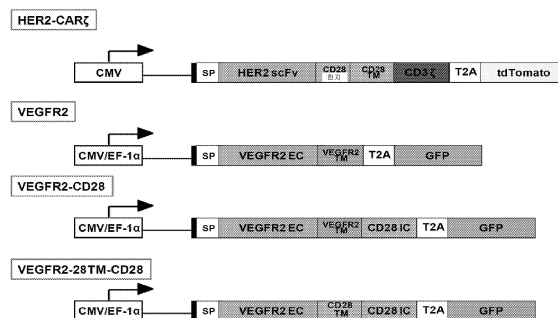 HER2-CARζ
CMV
SP HER2 scFv CD28 힌지 CD28 TM CD3 ζ T2A tdTomato
VEGFR2
CMV/EF-1α
SP VEGFR2 EC VEGFR2 TM T2A GFP
VEGFR2-CD28
CMV/EF-1α
SP VEGFR2 EC VEGFR2 TM CD28 IC T2A GFP
VEGFR2-28TM-CD28
CMV/EF-1α
SP VEGFR2 EC CD28 TM CD28 IC T2A GFP